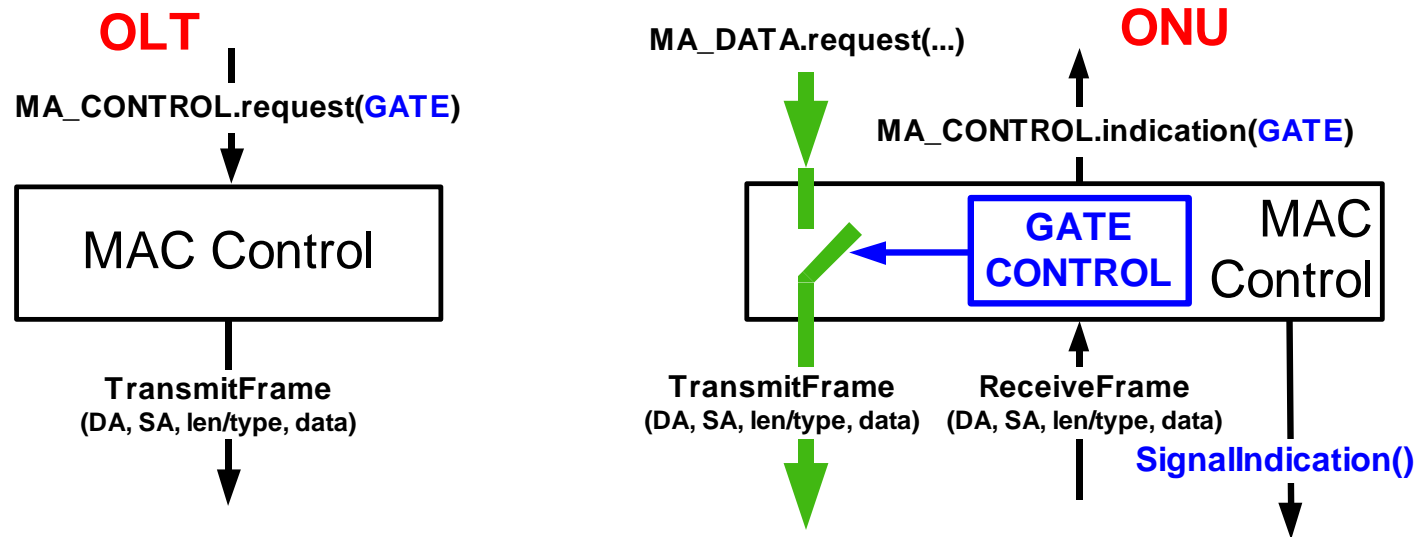 OLT
MA_CONTROL.request(GATE)
MAC Control
TransmitFrame
(DA, SA, len/type, data)
ONU
MA_DATA.request(...)
MA_CONTROL.indication(GATE)
GATE
CONTROL
MAC
Control
TransmitFrame
(DA, SA, len/type, data)
ReceiveFrame
(DA, SA, len/type, data)
SignalIndication()